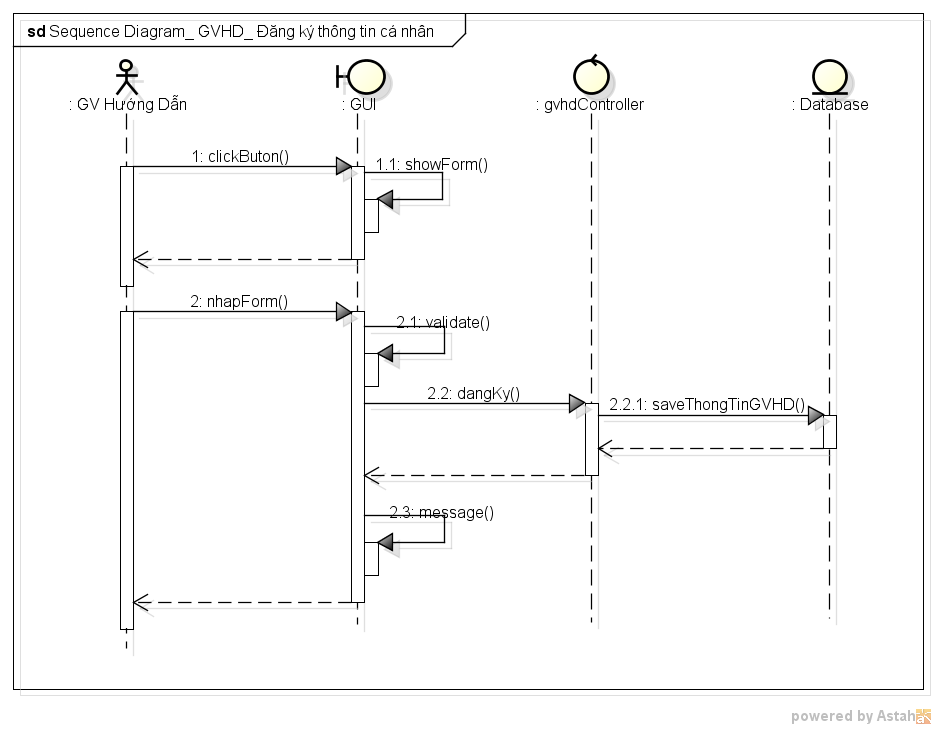 sd Sequence Diagram_ GVHD_ Đăng ký thông tin cá nhân
: GV Hướng Dẫn
: GUI
: gvhdController
: Database
1: clickButon()
1.1: showForm()
2: nhapForm()
2.1: validate()
2.2: dangKy()
2.2.1: saveThongTinGVHD()
2.3: message()
powered by Astah